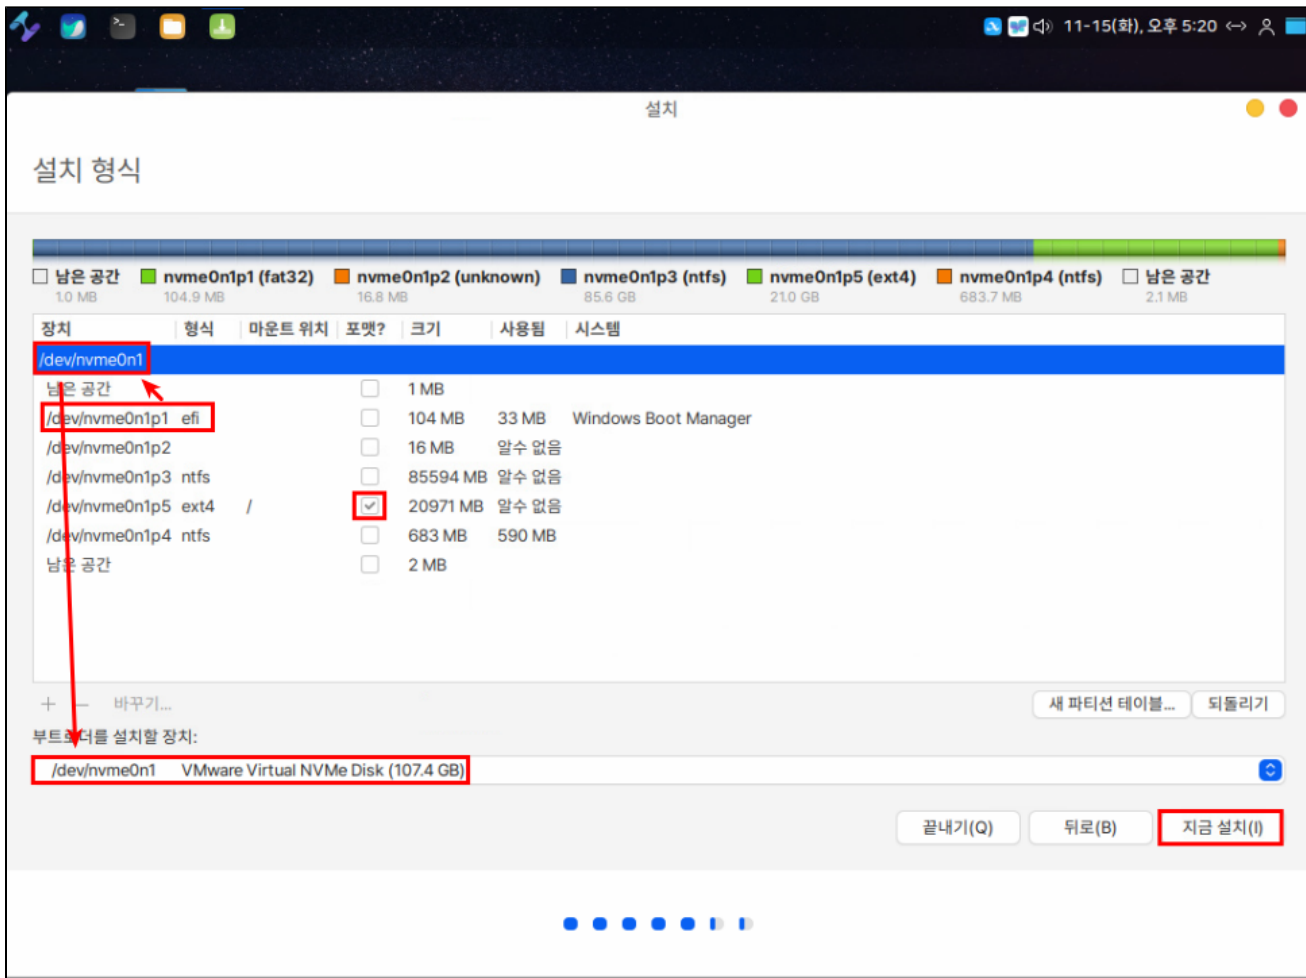 11-15(화), 오후 5:20
설치
설치 형식
남은 공간 nvme0n1p1 (fat32) nvme0n1p2 (unknown) nvme0n1p3 (ntfs) nvme0n1p5 (ext4) nvme0n1p4 (ntfs) 남은 공간
1.0 MB 104.9 MB 16.8 MB 85.6 GB 21.0 GB 683.7 MB 2.1 MB
장치 형식 마운트 위치 포맷? 크기 사용됨 시스템
/dev/nvme0n1
남은 공간 1 MB
/dev/nvme0n1p1 efi 104 MB 33 MB Windows Boot Manager
/dev/nvme0n1p2 16 MB 알수 없음
/dev/nvme0n1p3 ntfs 85594 MB 알수 없음
/dev/nvme0n1p5 ext4 / 20971 MB 알수 없음
/dev/nvme0n1p4 ntfs 683 MB 590 MB
남은 공간 2 MB
+ − 바꾸기... 새 파티션 테이블... 되돌리기
부트로더를 설치할 장치:
/dev/nvme0n1 VMware Virtual NVMe Disk (107.4 GB)
끝내기(Q) 뒤로(B) 지금 설치(I)